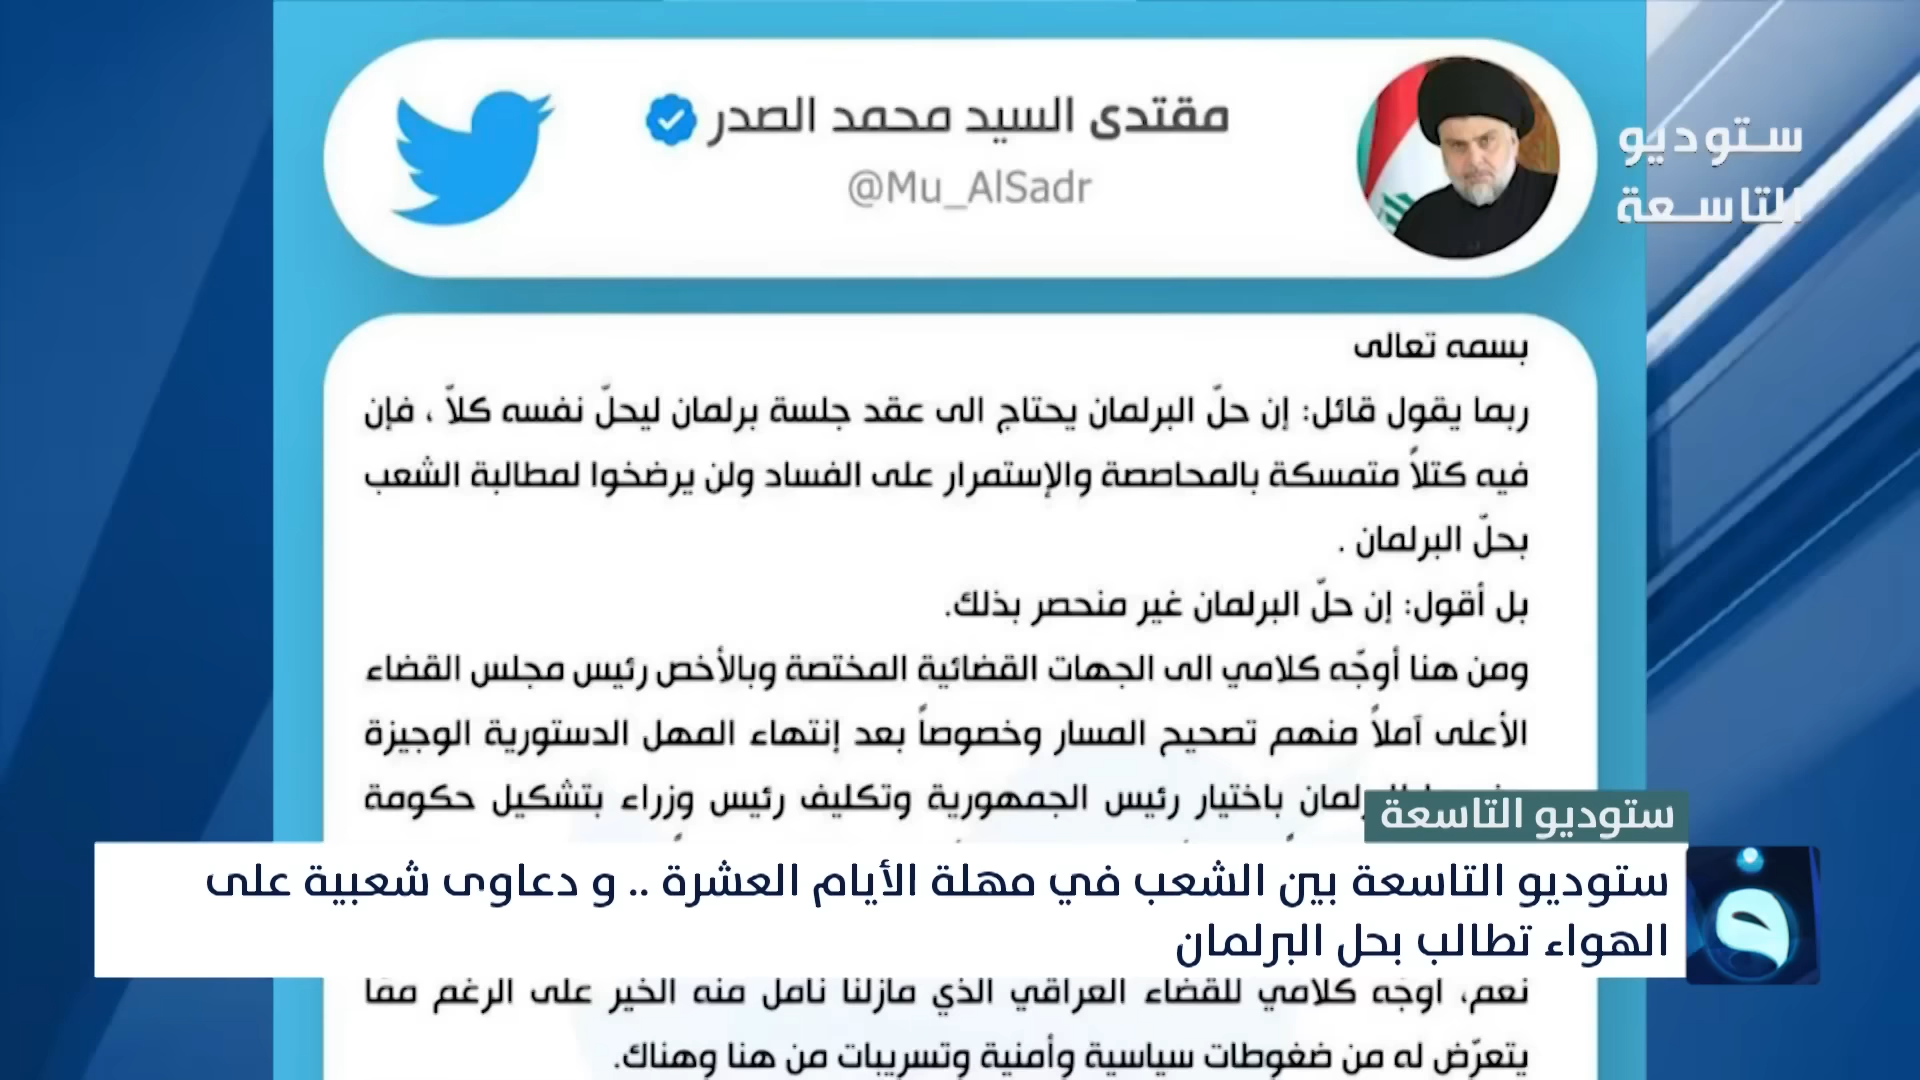 مقتدى السيد محمد الصدر
@Mu_AlSadr
ستوديو
التاسعة
بسمه تعالى
ربما يقول قائل: إن حلّ البرلمان يحتاج الى عقد جلسة برلمان ليحلّ نفسه كلاّ ، فإن
فيه كتلاً متمسكة بالمحاصصة والإستمرار على الفساد ولن يرضخوا لمطالبة الشعب
بحلّ البرلمان .
بل أقول: إن حلّ البرلمان غير منحصر بذلك.
ومن هنا أوجّه كلامي الى الجهات القضائية المختصة وبالأخص رئيس مجلس القضاء
الأعلى آملاً منهم تصحيح المسار وخصوصاً بعد إنتهاء المهل الدستورية الوجيزة
باختيار رئيس الجمهورية وتكليف رئيس وزراء بتشكيل حكومة
ستوديو التاسعة
ستوديو التاسعة بين الشعب في مهلة الأيام العشرة .. و دعاوى شعبية على
الهواء تطالب بحل البرلمان
نعم، اوجّه كلامي للقضاء العراقي الذي مازلنا نأمل منه الخير على الرغم ممّا
يتعرّض له من ضغوطات سياسية وأمنية وتسريبات من هنا وهناك.